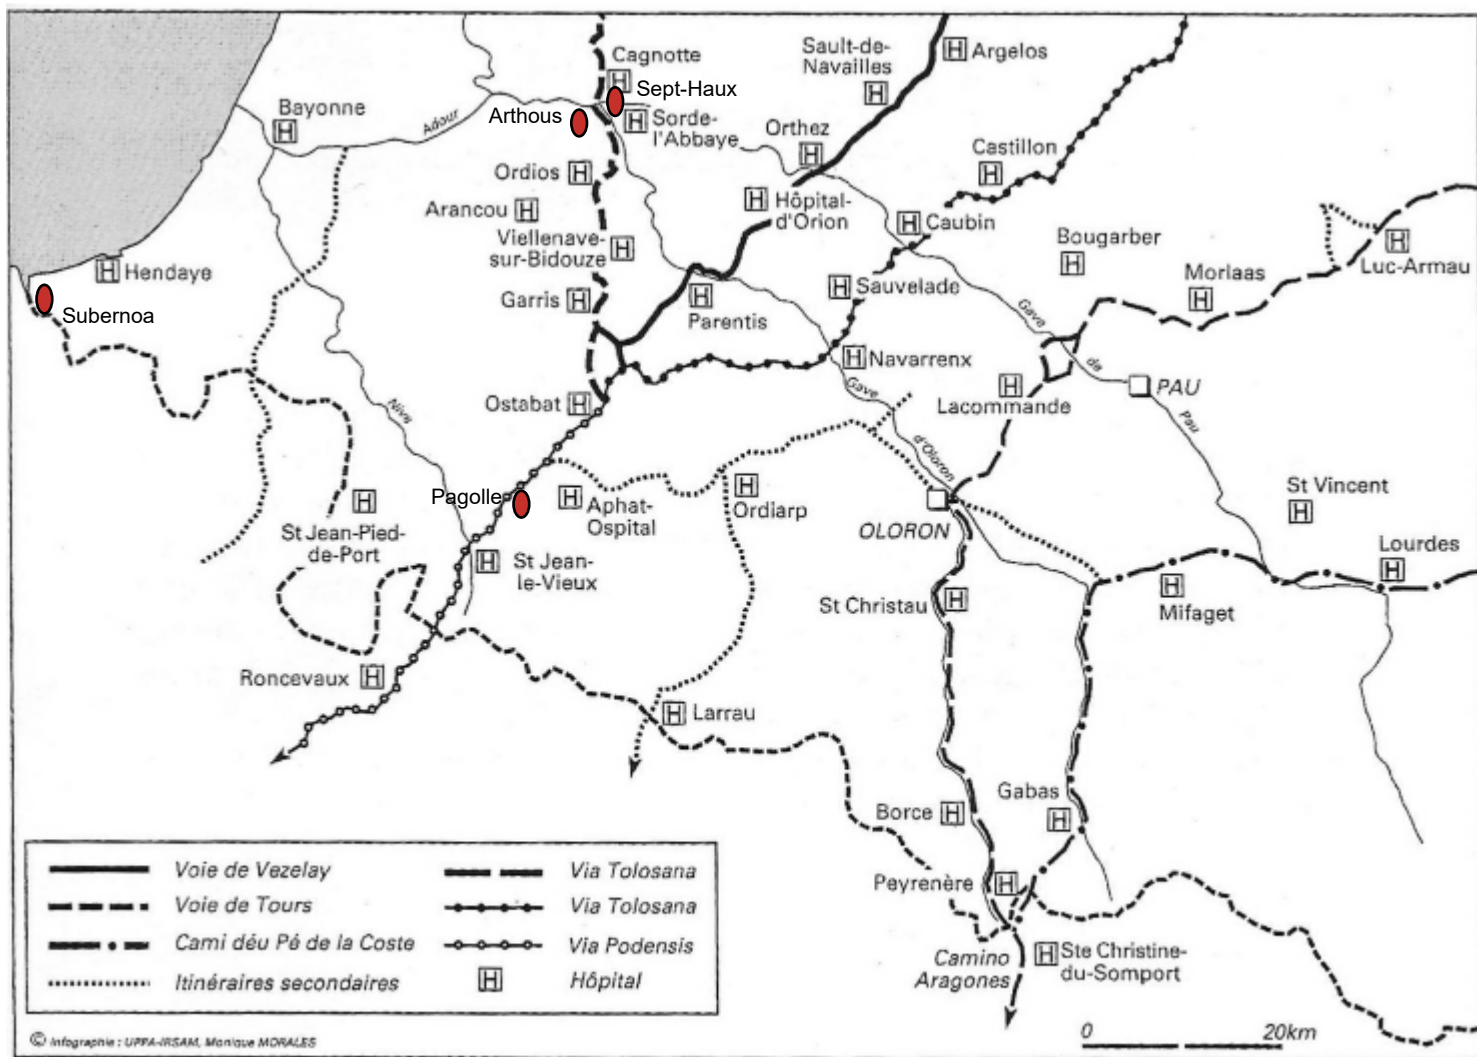 Cagnotte
Sept-Haux
Sault-de-
Navailles
Argelos
Bayonne
Adour
Arthous
Sorde-
l'Abbaye
Orthez
Castillon
Ordios
Arancou
Hôpital-
d'Orion
Caubin
Viellenave-
sur-Bidouze
Bougarber
Luc-Armau
Hendaye
Morlaas
Subernoa
Garris
Parentis
Sauvelade
Gave
de
Pau
Navarrenx
PAU
Ostabat
Nive
Gave
d'Oloron
Lacommande
Pagolle
Aphat-
Ospital
Ordiarp
OLORON
St Vincent
St Jean-Pied-
de-Port
St Jean-
le-Vieux
Lourdes
St Christau
Mifaget
Roncevaux
Larrau
Borce
Gabas
Peyrenère
Camino
Aragones
Ste Christine-
du-Somport
Voie de Vezelay
Via Tolosana
Voie de Tours
Via Tolosana
Cami déu Pé de la Coste
Via Podensis
Itinéraires secondaires
H Hôpital
0 20km
© Infographie : UPPA-IRSAM, Monique MORALES